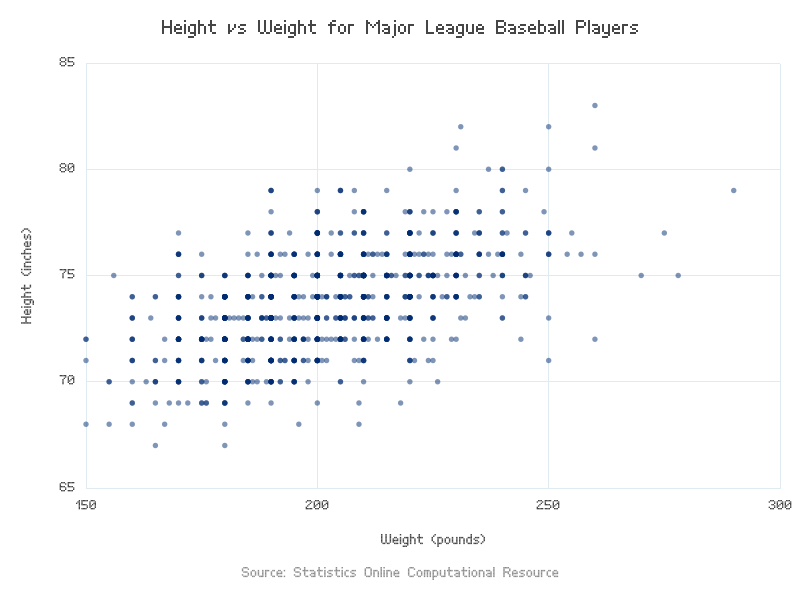 Height vs Weight for Major League Baseball Players
85
80
75
70
65
Height (inches)
150
200
250
300
Weight (pounds)
Source: Statistics Online Computational Resource